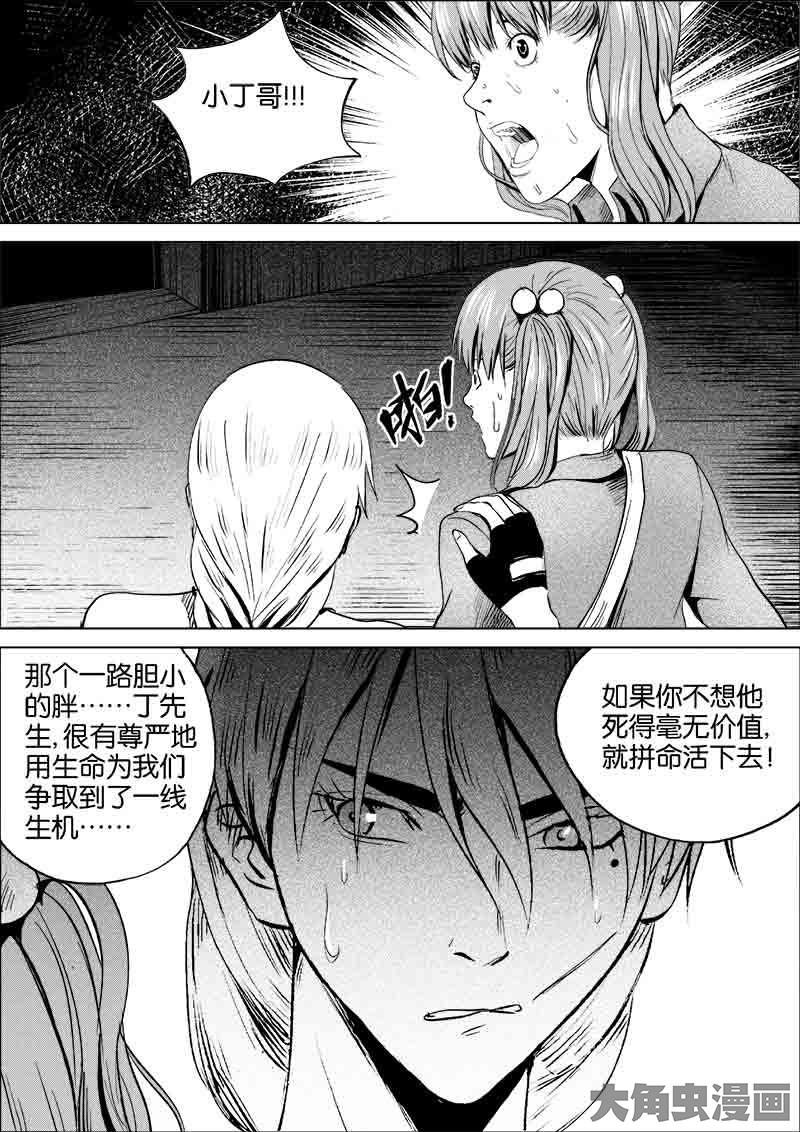 小丁哥!!!
啪!
那个一路胆小
的胖……丁先
生,很有尊严地
用生命为我们
争取到了一线
生机……
如果你不想他
死得毫无价值,
就拼命活下去!
大角虫漫画